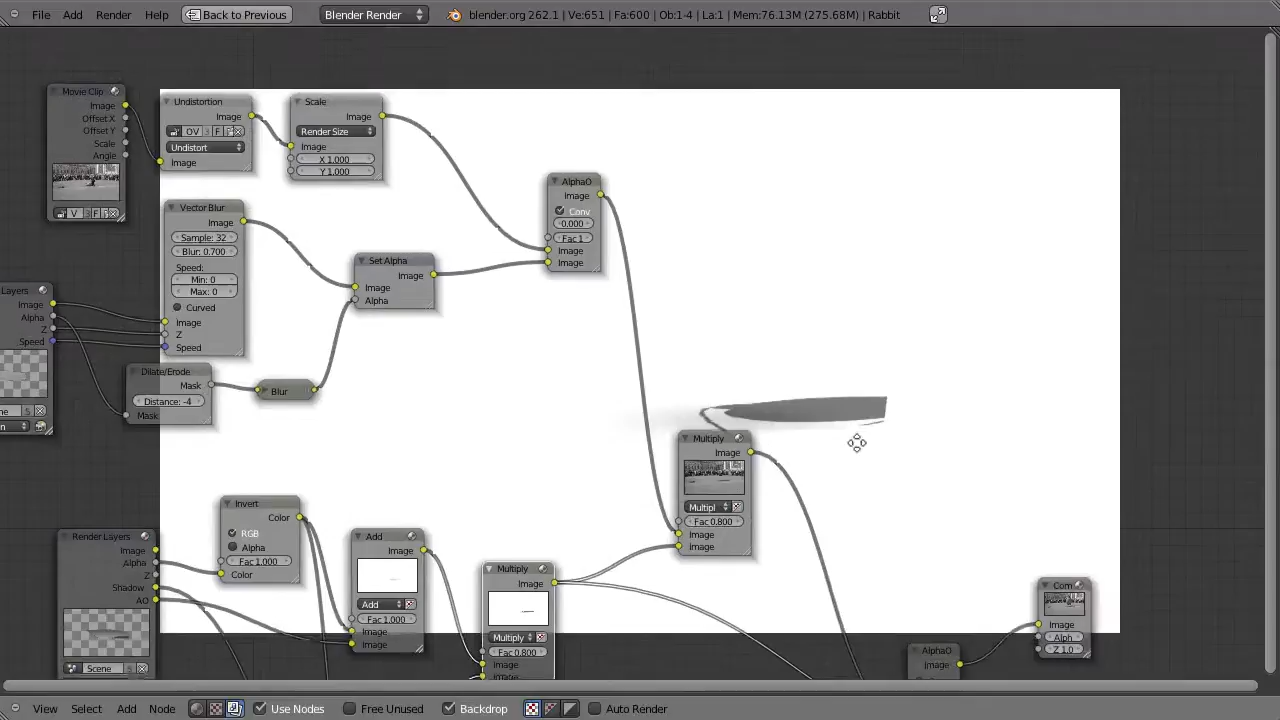 File Add Render Help Back to Previous Blender Render blender.org 262.1 | Ve:651 | Fa:600 | Ob:1-4 | La:1 | Mem:76.13M (275.68M) | Rabbit
Movie Clip
Image
Offset X
Offset Y
Scale
Angle
V 3 F
Undistortion
Image
OV 3 F
Undistort
Image
Scale
Image
Render Size
Image
X 1.000
Y 1.000
AlphaO
Image
Conv
0.000
Fac 1
Image
Image
Vector Blur
Image
Sample: 32
Blur: 0.700
Speed:
Min: 0
Max: 0
Curved
Image
Z
Speed
Set Alpha
Image
Image
Alpha
Layers
Image
Alpha
Z
Speed
Dilate/Erode
Mask
Distance: -4
Mask
Blur
Multiply
Image
Multipl
Fac 0.800
Image
Image
Invert
Color
RGB
Alpha
Fac 1.000
Color
Render Layers
Image
Alpha
Z
Shadow
AO
Scene
Add
Image
Add
Fac 1.000
Image
Image
Multiply
Image
Multiply
Fac 0.800
Image
AlphaO
Image
Com
Image
Alph
Z 1.0
View Select Add Node Use Nodes Free Unused Backdrop Auto Render